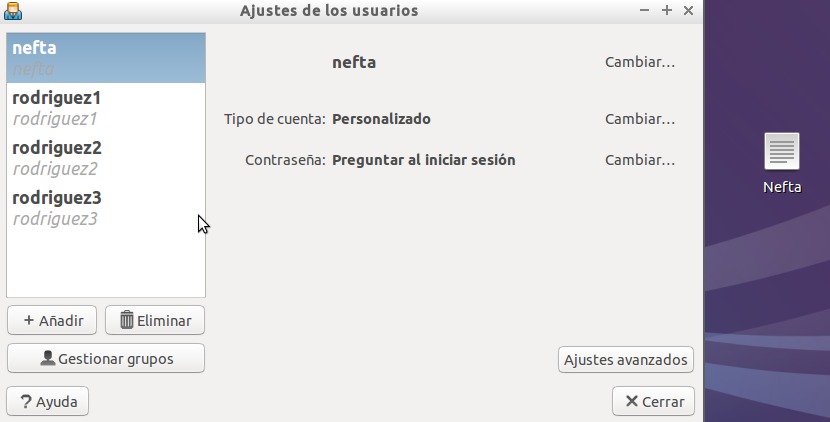 Ajustes de los usuarios
nefta
nefta
rodriguez1
rodriguez1
rodriguez2
rodriguez2
rodriguez3
rodriguez3
Añadir
Eliminar
Gestionar grupos
Ayuda
nefta Cambiar...
Tipo de cuenta: Personalizado Cambiar...
Contraseña: Preguntar al iniciar sesión Cambiar...
Ajustes avanzados
Cerrar
Nefta